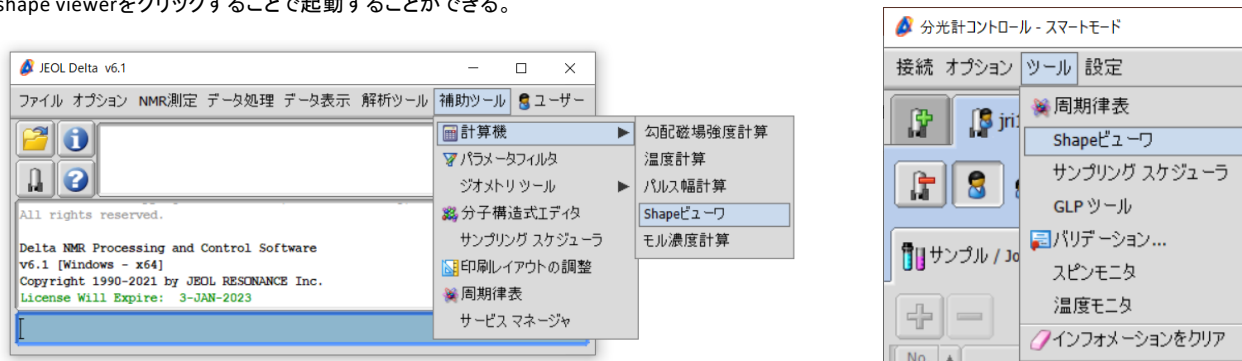 shape viewerをクリックすることで起動することができる。
JEOL Delta v6.1
ファイル オプション NMR測定 データ処理 データ表示 解析ツール 補助ツール ユーザー
計算機
パラメータフィルタ
ジオメトリ ツール
分子構造式エディタ
サンプリング スケジューラ
印刷レイアウトの調整
周期律表
サービス マネージャ
勾配磁場強度計算
温度計算
パルス幅計算
Shapeビューワ
モル濃度計算
All rights reserved.
Delta NMR Processing and Control Software
v6.1 [Windows - x64]
Copyright 1990-2021 by JEOL RESONANCE Inc.
License Will Expire: 3-JAN-2023
分光計コントロール - スマートモード
接続 オプション ツール 設定
周期律表
Shapeビューワ
サンプリング スケジューラ
GLP ツール
バリデーション...
スピンモニタ
温度モニタ
インフォメーションをクリア
サンプル / Jo
No.